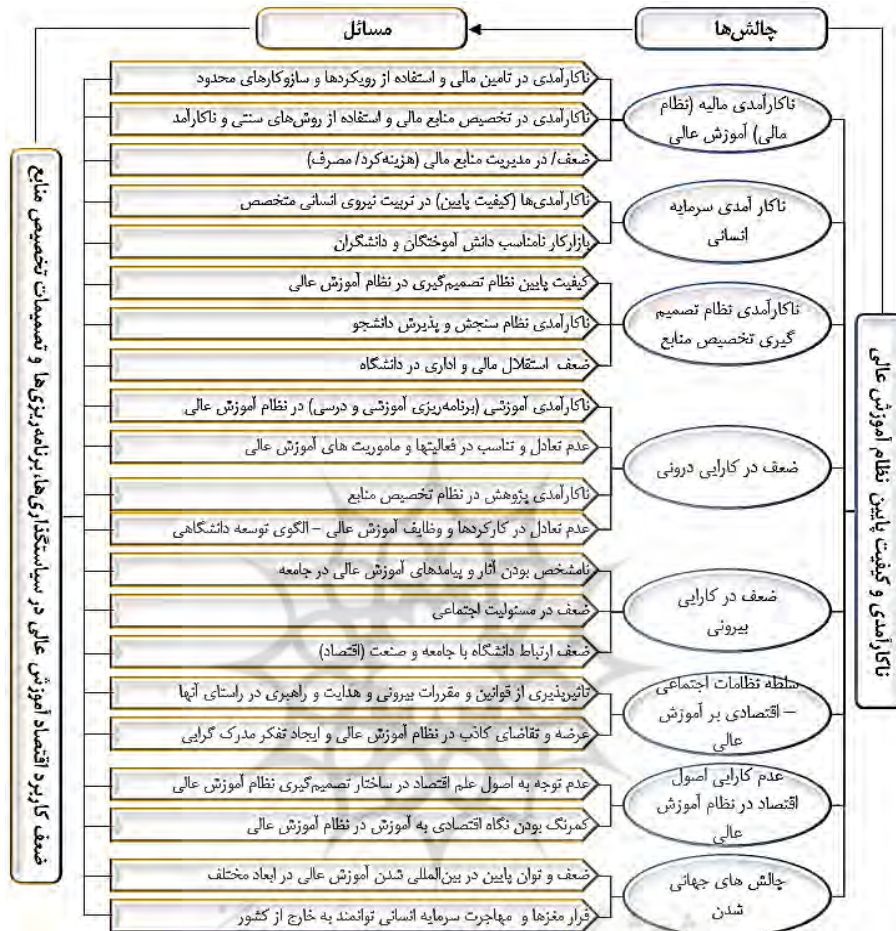 چالش‌ها
مسائل
ناکارآمدی و کیفیت پایین نظام آموزش عالی
ناکارآمدی مالیه (نظام
مالی) آموزش عالی
ناکارآمدی در تامین مالی و استفاده از رویکردها و سازوکارهای محدود
ناکارآمدی در تخصیص منابع مالی و استفاده از روش‌های سنتی و ناکارآمد
ضعف/ در مدیریت منابع مالی (هزینه‌کرد/ مصرف)
ناکار آمدی سرمایه
انسانی
ناکارآمدی‌ها (کیفیت پایین) در تربیت نیروی انسانی متخصص
بازارکار نامناسب دانش آموختگان و دانشگران
ناکارآمدی نظام تصمیم
گیری تخصیص منابع
کیفیت پایین نظام تصمیم‌گیری در نظام آموزش عالی
ناکارآمدی نظام سنجش و پذیرش دانشجو
ضعف استقلال مالی و اداری در دانشگاه
ضعف در کارایی درونی
ناکارآمدی آموزشی (برنامه‌ریزی آموزشی و درسی) در نظام آموزش عالی
عدم تعادل و تناسب در فعالیتها و ماموریت های آموزش عالی
ناکارآمدی پژوهش در نظام تخصیص منابع
عدم تعادل در کارکردها و وظایف آموزش عالی – الگوی توسعه دانشگاهی
ضعف در کارایی
بیرونی
نامشخص بودن آثار و پیامدهای آموزش عالی در جامعه
ضعف در مسئولیت اجتماعی
ضعف ارتباط دانشگاه با جامعه و صنعت (اقتصاد)
سلطه نظامات اجتماعی
– اقتصادی بر آموزش
عالی
تاثیرپذیری از قوانین و مقررات بیرونی و هدایت و راهبری در راستای آنها
عرضه و تقاضای کاذب در نظام آموزش عالی و ایجاد تفکر مدرک گرایی
عدم کارایی اصول
اقتصاد در نظام آموزش
عالی
عدم توجه به اصول علم اقتصاد در ساختار تصمیم‌گیری نظام آموزش عالی
کمرنگ بودن نگاه اقتصادی به آموزش در نظام آموزش عالی
چالش های جهانی
شدن
ضعف و توان پایین در بین‌المللی شدن آموزش عالی در ابعاد مختلف
فرار مغزها و مهاجرت سرمایه انسانی توانمند به خارج از کشور
ضعف کاربرد اقتصاد آموزش عالی در سیاستگذاری‌ها، برنامه‌ریزی‌ها و تصمیمات تخصیص منابع